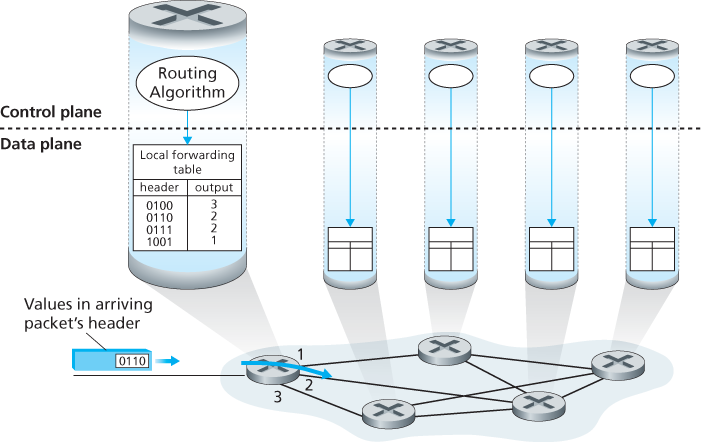 Routing
Algorithm
Control plane
Data plane
Local forwarding
table
header output
0100 3
0110 2
0111 2
1001 1
Values in arriving
packet's header
0110
1
2
3